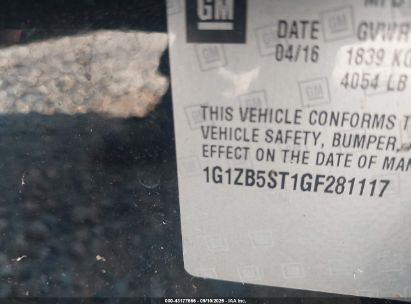 GM
DATE GVWR
04/16 1839 KG
4054 LB
THIS VEHICLE CONFORMS T
VEHICLE SAFETY, BUMPER,
EFFECT ON THE DATE OF MAN
1G1ZB5ST1GF281117